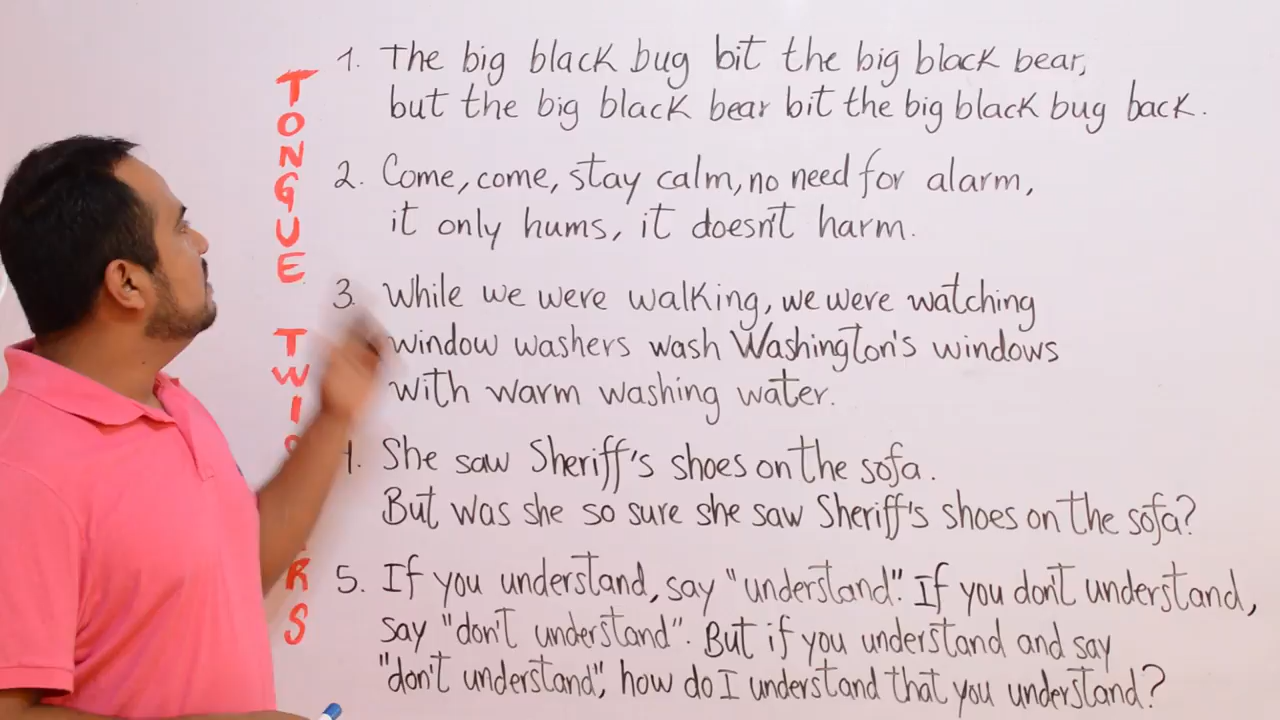 TONGUE
TWI RS
1. The big black bug bit the big black bear,
but the big black bear bit the big black bug back.
2. Come, come, stay calm, no need for alarm,
it only hums, it doesn't harm.
3. While we were walking, we were watching
window washers wash Washington's windows
with warm washing water.
4. She saw Sheriff's shoes on the sofa.
But was she so sure she saw Sheriff's shoes on the sofa?
5. If you understand, say "understand". If you don't understand,
say "don't understand". But if you understand and say
"don't understand", how do I understand that you understand?